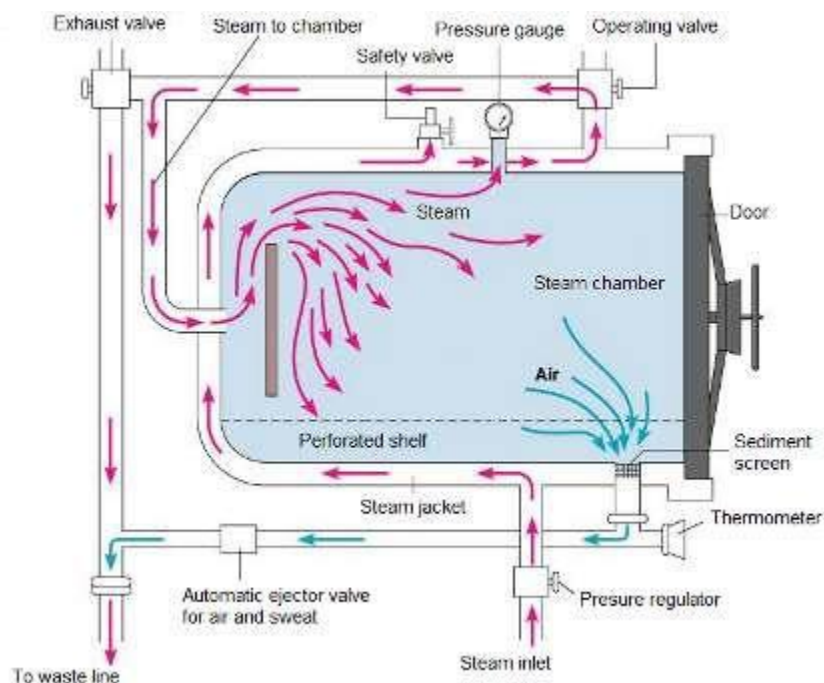 Exhaust valve
Steam to
chamber
Safety valve
Pressure gauge
Operating valve
Steam
Door
Steam chamber
Air
Perforated shelf
Sediment
screen
Steam jacket
Thermometer
Automatic ejector valve
for air and sweat
Presure regulator
Steam inlet
To waste line